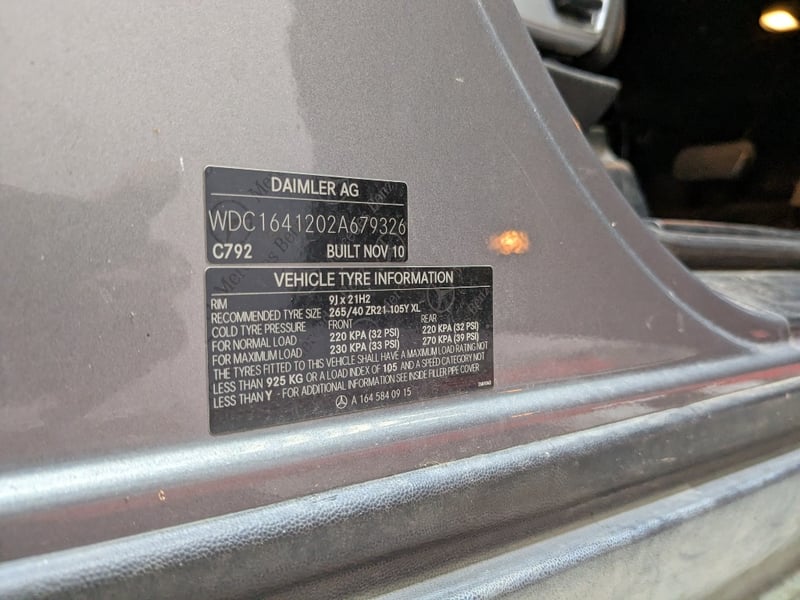 DAIMLER AG
WDC1641202A679326
C792 BUILT NOV 10
VEHICLE TYRE INFORMATION
RIM 9J x 21H2
RECOMMENDED TYRE SIZE 265/40 ZR21 105Y XL
COLD TYRE PRESSURE FRONT REAR
FOR NORMAL LOAD 220 KPA (32 PSI) 220 KPA (32 PSI)
FOR MAXIMUM LOAD 230 KPA (33 PSI) 270 KPA (39 PSI)
THE TYRES FITTED TO THIS VEHICLE SHALL HAVE A MAXIMUM LOAD RATING NOT
LESS THAN 925 KG OR A LOAD INDEX OF 105 AND A SPEED CATEGORY NOT
LESS THAN Y - FOR ADDITIONAL INFORMATION SEE INSIDE FILLER PIPE COVER
A 164 584 09 15